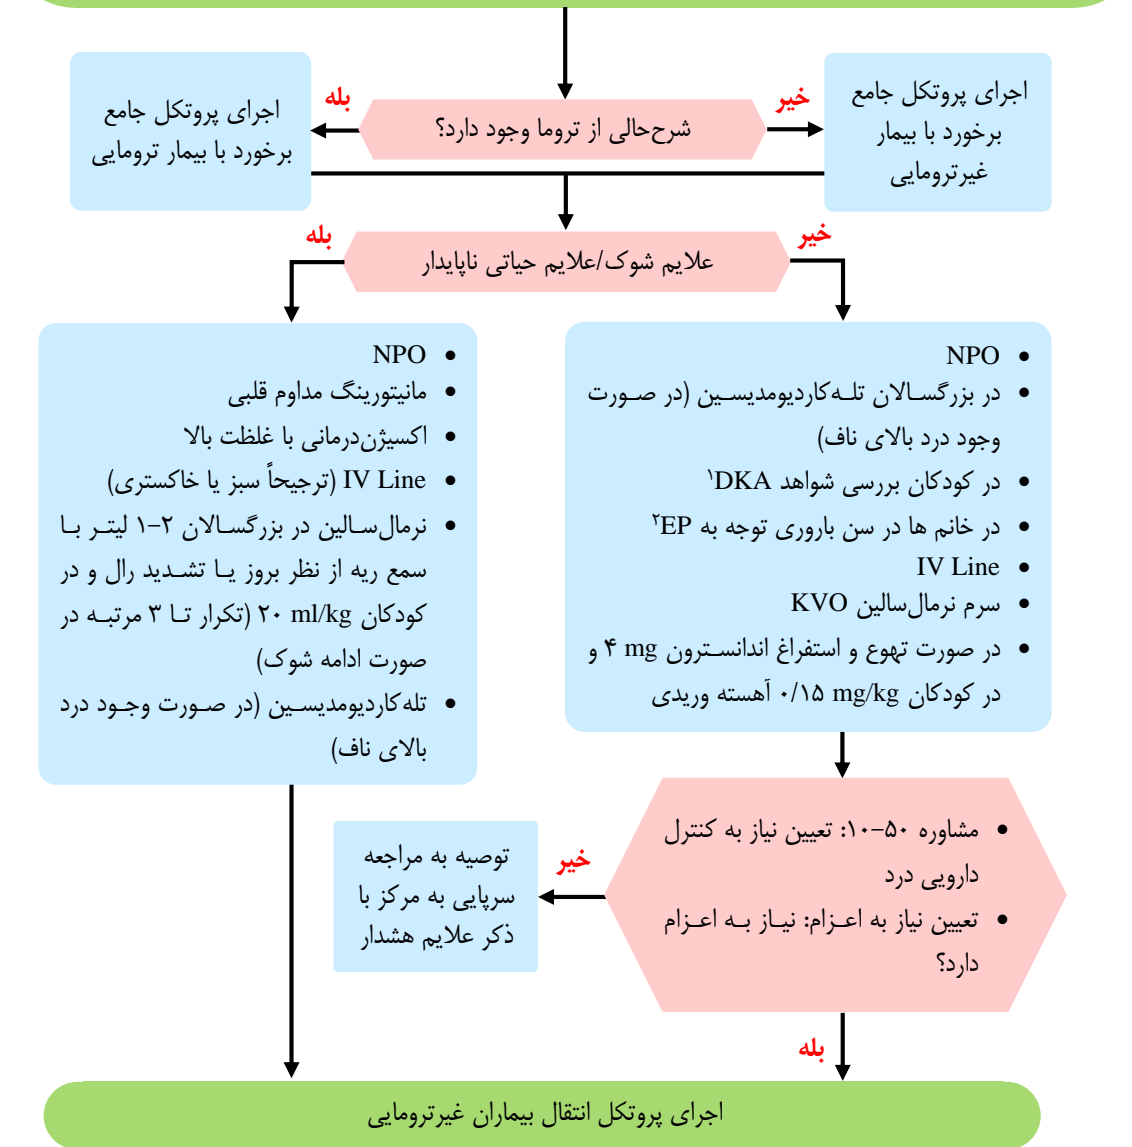 خیر
اجرای پروتکل جامع
برخورد با بیمار
غیرترومایی
شرح‌حالی از تروما وجود دارد؟
بله
اجرای پروتکل جامع
برخورد با بیمار ترومایی
علایم شوک/علایم حیاتی ناپایدار
خیر
• NPO
• در بزرگسالان تله‌کاردیومدیسین (در صورت
وجود درد بالای ناف)
• در کودکان بررسی شواهد DKA۱
• در خانم ها در سن باروری توجه به EP۲
• IV Line
• سرم نرمال‌سالین KVO
• در صورت تهوع و استفراغ اندانسترون ۴ mg و
در کودکان ۰/۱۵ mg/kg آهسته وریدی
بله
• NPO
• مانیتورینگ مداوم قلبی
• اکسیژن‌درمانی با غلظت بالا
• IV Line (ترجیحاً سبز یا خاکستری)
• نرمال‌سالین در بزرگسالان ۲-۱ لیتر با
سمع ریه از نظر بروز یا تشدید رال و در
کودکان ۲۰ ml/kg (تکرار تا ۳ مرتبه در
صورت ادامه شوک)
• تله‌کاردیومدیسین (در صورت وجود درد
بالای ناف)
• مشاوره ۵۰-۱۰: تعیین نیاز به کنترل
دارویی درد
• تعیین نیاز به اعزام: نیاز به اعزام
دارد؟
خیر
توصیه به مراجعه
سرپایی به مرکز با
ذکر علایم هشدار
بله
اجرای پروتکل انتقال بیماران غیرترومایی